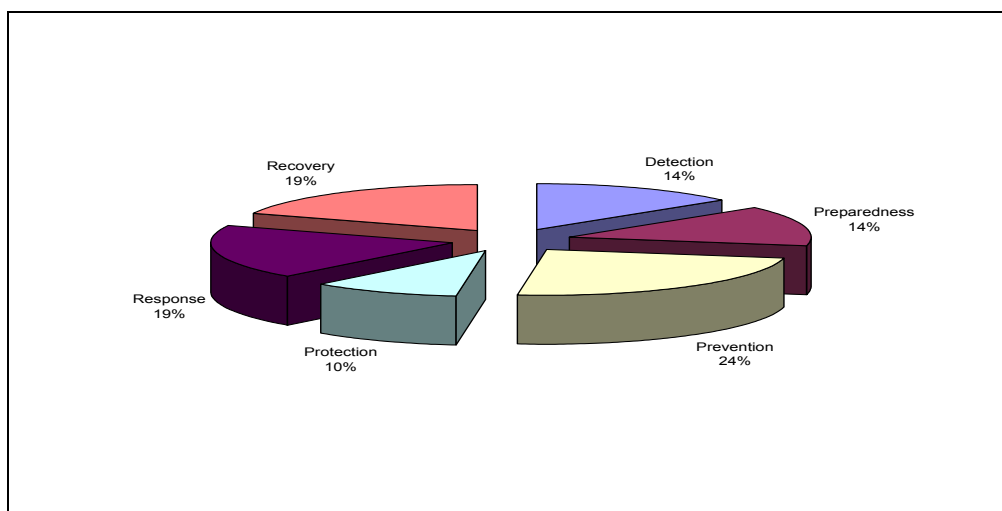 Recovery
19%
Detection
14%
Preparedness
14%
Response
19%
Protection
10%
Prevention
24%